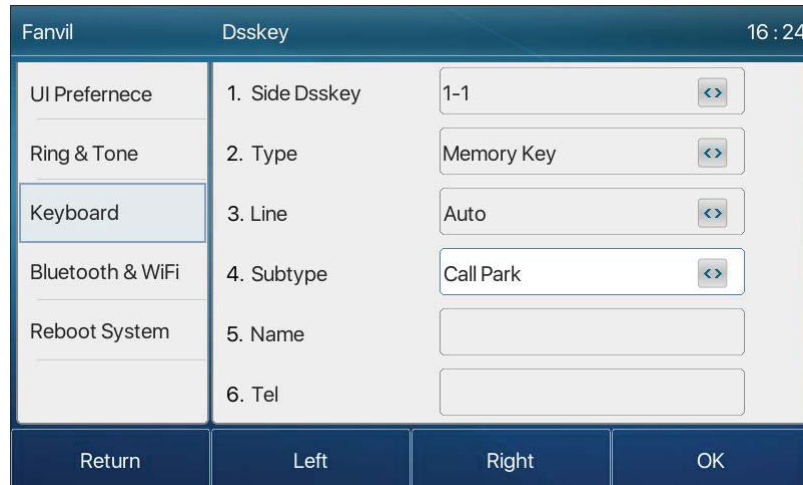 Fanvil Dsskey 16 : 24
UI Prefernece
Ring & Tone
Keyboard
Bluetooth & WiFi
Reboot System
1. Side Dsskey 1-1
2. Type Memory Key
3. Line Auto
4. Subtype Call Park
5. Name
6. Tel
Return Left Right OK